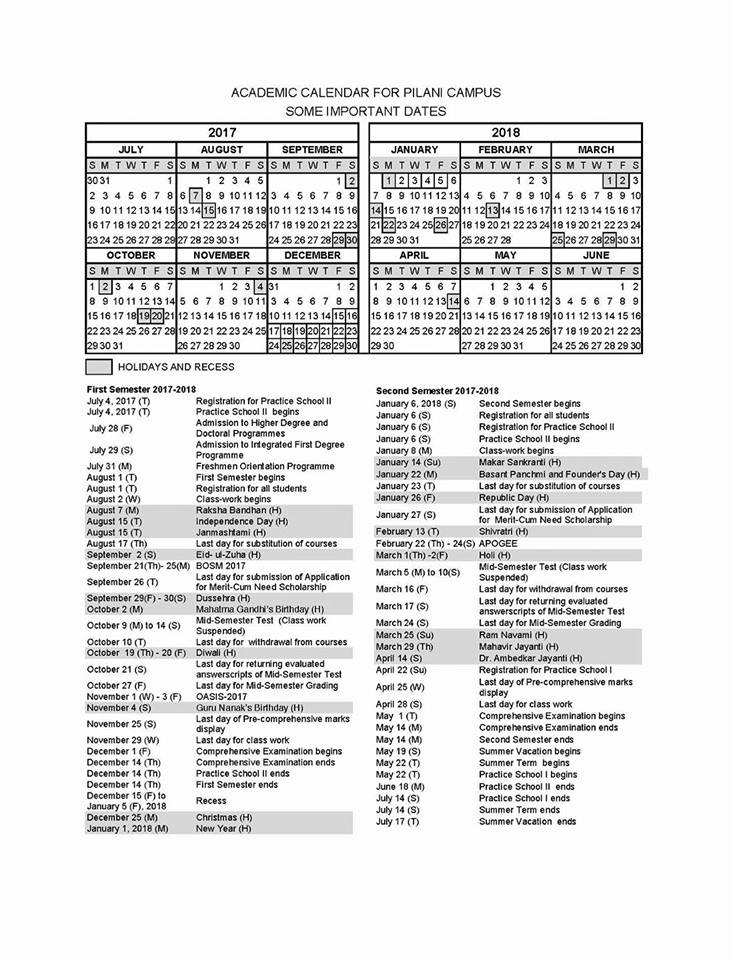 ACADEMIC CALENDAR FOR PILANI CAMPUS
SOME IMPORTANT DATES
2017
JULY AUGUST SEPTEMBER
S M T W T F S S M T W T F S S M T W T F S
30 31 1 1 2 3 4 5 1 2
2 3 4 5 6 7 8 6 7 8 9 10 11 12 3 4 5 6 7 8 9
9 10 11 12 13 14 15 13 14 15 16 17 18 19 10 11 12 13 14 15 16
16 17 18 19 20 21 22 20 21 22 23 24 25 26 17 18 19 20 21 22 23
23 24 25 26 27 28 29 27 28 29 30 31 24 25 26 27 28 29 30
OCTOBER NOVEMBER DECEMBER
S M T W T F S S M T W T F S S M T W T F S
1 2 3 4 5 6 7 1 2 3 4 31 1 2
8 9 10 11 12 13 14 5 6 7 8 9 10 11 3 4 5 6 7 8 9
15 16 17 18 19 20 21 12 13 14 15 16 17 18 10 11 12 13 14 15 16
22 23 24 25 26 27 28 19 20 21 22 23 24 25 17 18 19 20 21 22 23
29 30 31 26 27 28 29 30 24 25 26 27 28 29 30
2018
JANUARY FEBRUARY MARCH
S M T W T F S S M T W T F S S M T W T F S
1 2 3 4 5 6 1 2 3 1 2 3
7 8 9 10 11 12 13 4 5 6 7 8 9 10 4 5 6 7 8 9 10
14 15 16 17 18 19 20 11 12 13 14 15 16 17 11 12 13 14 15 16 17
21 22 23 24 25 26 27 18 19 20 21 22 23 24 18 19 20 21 22 23 24
28 29 30 31 25 26 27 28 25 26 27 28 29 30 31
APRIL MAY JUNE
S M T W T F S S M T W T F S S M T W T F S
1 2 3 4 5 6 7 1 2 3 4 5 1 2
8 9 10 11 12 13 14 6 7 8 9 10 11 12 3 4 5 6 7 8 9
15 16 17 18 19 20 21 13 14 15 16 17 18 19 10 11 12 13 14 15 16
22 23 24 25 26 27 28 20 21 22 23 24 25 26 17 18 19 20 21 22 23
29 30 27 28 29 30 31 24 25 26 27 28 29 30
HOLIDAYS AND RECESS
First Semester 2017-2018
July 4, 2017 (T) Registration for Practice School II
July 4, 2017 (T) Practice School II begins
July 28 (F) Admission to Higher Degree and
Doctoral Programmes
July 29 (S) Admission to Integrated First Degree
Programme
July 31 (M) Freshmen Orientation Programme
August 1 (T) First Semester begins
August 1 (T) Registration for all students
August 2 (W) Class-work begins
August 7 (M) Raksha Bandhan (H)
August 15 (T) Independence Day (H)
August 15 (T) Janmashtami (H)
August 17 (Th) Last day for substitution of courses
September 2 (S) Eid- ul-Zuha (H)
September 21(Th)- 25(M) BOSM 2017
September 26 (T) Last day for submission of Application
for Merit-Cum Need Scholarship
September 29(F) - 30(S) Dussehra (H)
October 2 (M) Mahatma Gandhi's Birthday (H)
October 9 (M) to 14 (S) Mid-Semester Test (Class work
Suspended)
October 10 (T) Last day for withdrawal from courses
October 19 (Th) - 20 (F) Diwali (H)
October 21 (S) Last day for returning evaluated
answerscripts of Mid-Semester Test
October 27 (F) Last day for Mid-Semester Grading
November 1 (W) - 3 (F) OASIS-2017
November 4 (S) Guru Nanak's Birthday (H)
November 25 (S) Last day of Pre-comprehensive marks
display
November 29 (W) Last day for class work
December 1 (F) Comprehensive Examination begins
December 14 (Th) Comprehensive Examination ends
December 14 (Th) Practice School II ends
December 14 (Th) First Semester ends
December 15 (F) to
January 5 (F), 2018 Recess
December 25 (M) Christmas (H)
January 1, 2018 (M) New Year (H)
Second Semester 2017-2018
January 6, 2018 (S) Second Semester begins
January 6 (S) Registration for all students
January 6 (S) Registration for Practice School II
January 6 (S) Practice School II begins
January 8 (M) Class-work begins
January 14 (Su) Makar Sankranti (H)
January 22 (M) Basant Panchmi and Founder's Day (H)
January 23 (T) Last day for substitution of courses
January 26 (F) Republic Day (H)
January 27 (S) Last day for submission of Application
for Merit-Cum Need Scholarship
February 13 (T) Shivratri (H)
February 22 (Th) - 24(S) APOGEE
March 1(Th) -2(F) Holi (H)
March 5 (M) to 10(S) Mid-Semester Test (Class work
Suspended)
March 16 (F) Last day for withdrawal from courses
March 17 (S) Last day for returning evaluated
answerscripts of Mid-Semester Test
March 24 (S) Last day for Mid-Semester Grading
March 25 (Su) Ram Navami (H)
March 29 (Th) Mahavir Jayanti (H)
April 14 (S) Dr. Ambedkar Jayanti (H)
April 22 (Su) Registration for Practice School I
April 25 (W) Last day of Pre-comprehensive marks
display
April 28 (S) Last day for class work
May 1 (T) Comprehensive Examination begins
May 14 (M) Comprehensive Examination ends
May 14 (M) Second Semester ends
May 19 (S) Summer Vacation begins
May 22 (T) Summer Term begins
May 22 (T) Practice School I begins
June 18 (M) Practice School II ends
July 14 (S) Practice School I ends
July 14 (S) Summer Term ends
July 17 (T) Summer Vacation ends